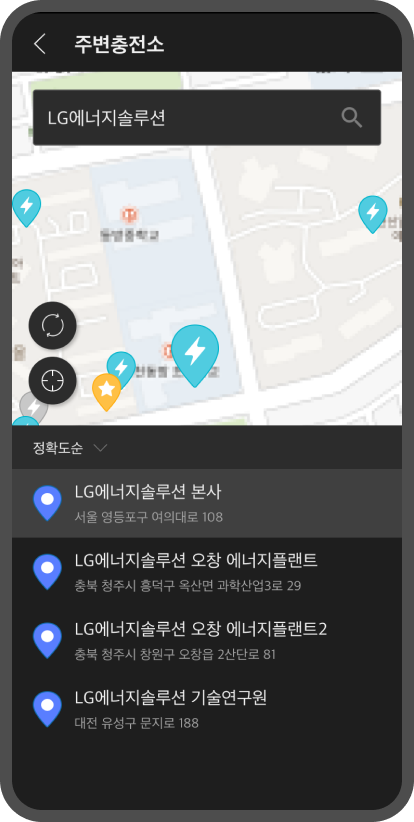 주변충전소
LG에너지솔루션
정확도순
LG에너지솔루션 본사
서울 영등포구 여의대로 108
LG에너지솔루션 오창 에너지플랜트
충북 청주시 흥덕구 옥산면 과학산업3로 29
LG에너지솔루션 오창 에너지플랜트2
충북 청주시 창원구 오창읍 2산단로 81
LG에너지솔루션 기술연구원
대전 유성구 문지로 188